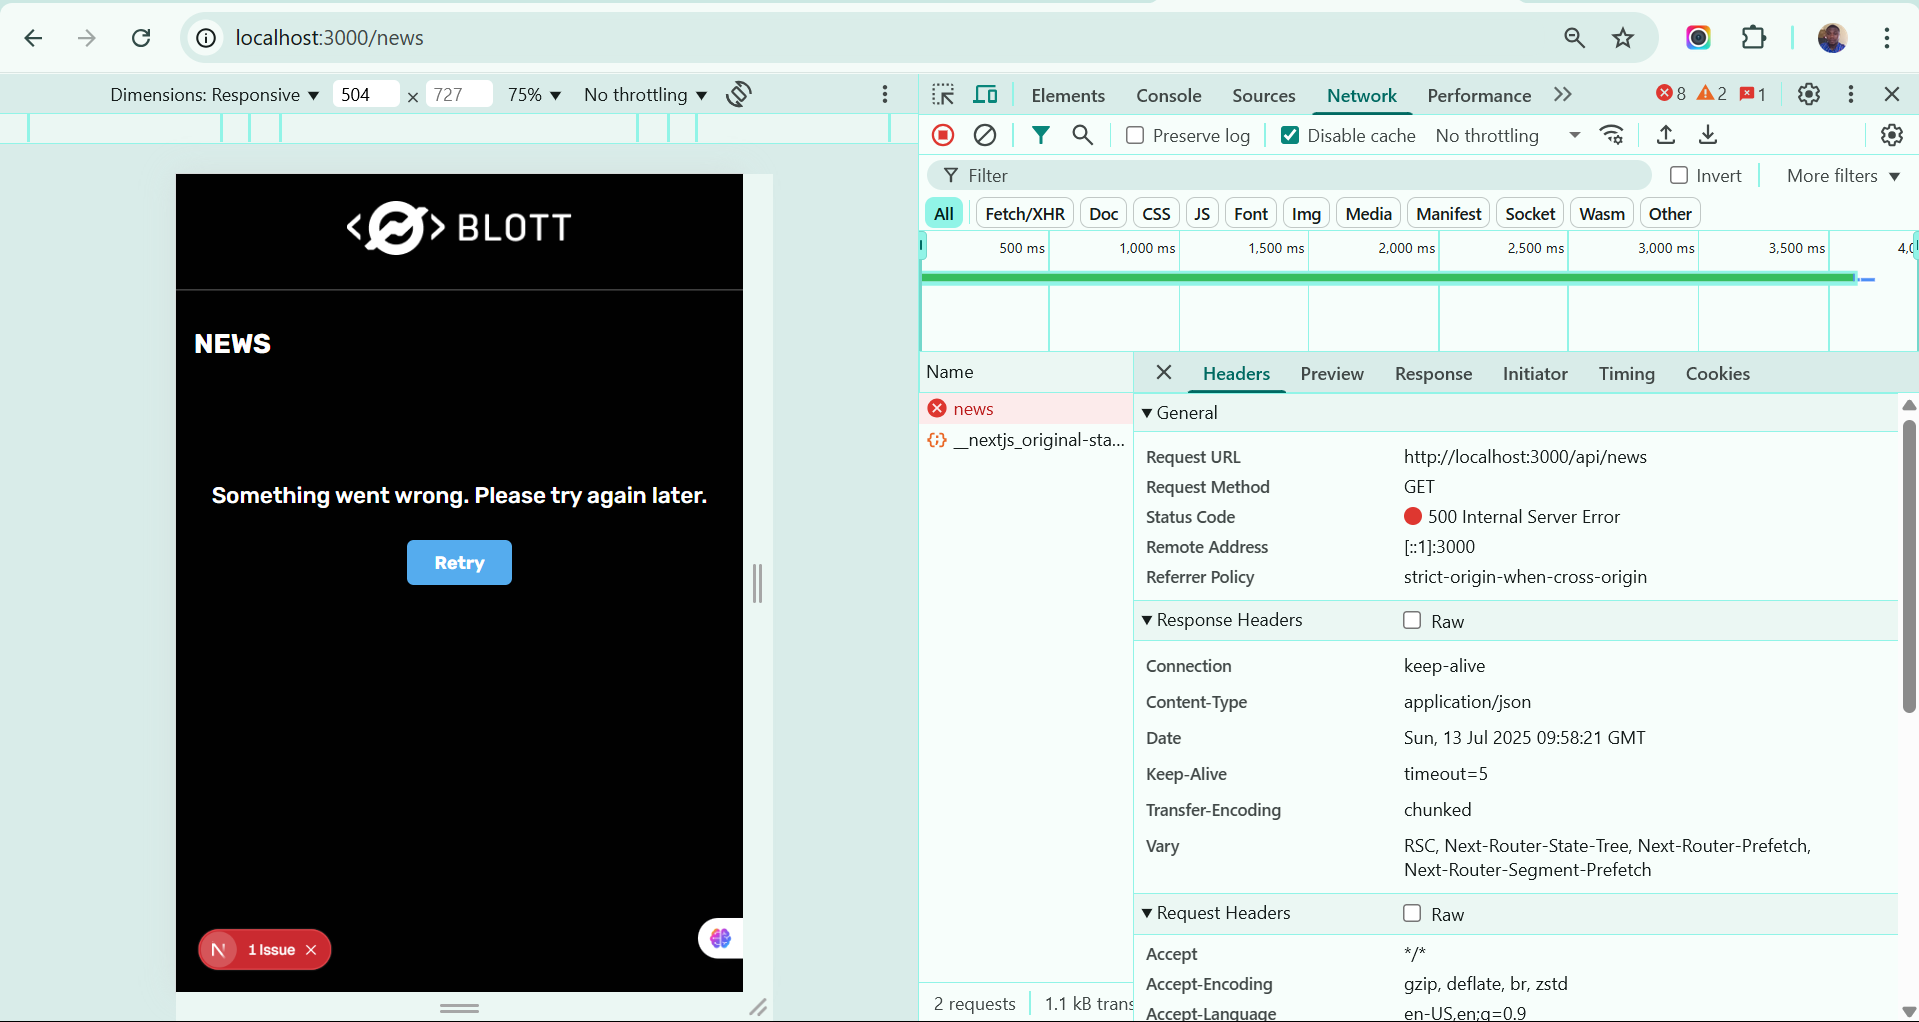 localhost:3000/news
Dimensions: Responsive ▼ 504 × 727 75% ▼ No throttling ▼
Elements Console Sources Network Performance 8 2 1
Preserve log Disable cache No throttling
Filter Invert More filters ▼
All Fetch/XHR Doc CSS JS Font Img Media Manifest Socket Wasm Other
500 ms 1,000 ms 1,500 ms 2,000 ms 2,500 ms 3,000 ms 3,500 ms
BLOTT
NEWS
Something went wrong. Please try again later.
Retry
N 1 Issue ×
Name
news
__nextjs_original-sta...
2 requests 1.1 kB trans
Headers Preview Response Initiator Timing Cookies
▼ General
Request URL http://localhost:3000/api/news
Request Method GET
Status Code 500 Internal Server Error
Remote Address [::1]:3000
Referrer Policy strict-origin-when-cross-origin
▼ Response Headers Raw
Connection keep-alive
Content-Type application/json
Date Sun, 13 Jul 2025 09:58:21 GMT
Keep-Alive timeout=5
Transfer-Encoding chunked
Vary RSC, Next-Router-State-Tree, Next-Router-Prefetch,
Next-Router-Segment-Prefetch
▼ Request Headers Raw
Accept */*
Accept-Encoding gzip, deflate, br, zstd
Accept-Language en-US,en;q=0.9